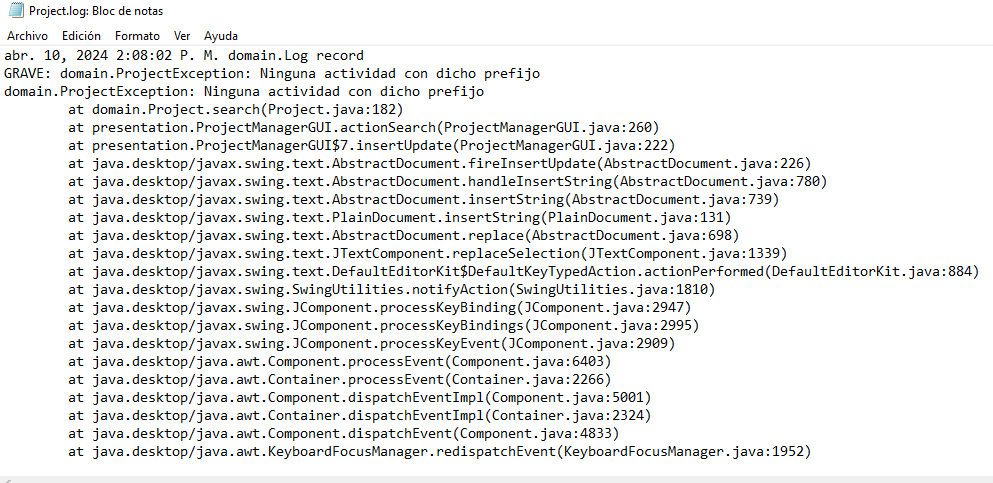 Project.log: Bloc de notas
Archivo Edición Formato Ver Ayuda
abr. 10, 2024 2:08:02 P. M. domain.Log record
GRAVE: domain.ProjectException: Ninguna actividad con dicho prefijo
domain.ProjectException: Ninguna actividad con dicho prefijo
at domain.Project.search(Project.java:182)
at presentation.ProjectManagerGUI.actionSearch(ProjectManagerGUI.java:260)
at presentation.ProjectManagerGUI$7.insertUpdate(ProjectManagerGUI.java:222)
at java.desktop/javax.swing.text.AbstractDocument.fireInsertUpdate(AbstractDocument.java:226)
at java.desktop/javax.swing.text.AbstractDocument.handleInsertString(AbstractDocument.java:780)
at java.desktop/javax.swing.text.AbstractDocument.insertString(AbstractDocument.java:739)
at java.desktop/javax.swing.text.PlainDocument.insertString(PlainDocument.java:131)
at java.desktop/javax.swing.text.AbstractDocument.replace(AbstractDocument.java:698)
at java.desktop/javax.swing.text.JTextComponent.replaceSelection(JTextComponent.java:1339)
at java.desktop/javax.swing.text.DefaultEditorKit$DefaultKeyTypedAction.actionPerformed(DefaultEditorKit.java:884)
at java.desktop/javax.swing.SwingUtilities.notifyAction(SwingUtilities.java:1810)
at java.desktop/javax.swing.JComponent.processKeyBinding(JComponent.java:2947)
at java.desktop/javax.swing.JComponent.processKeyBindings(JComponent.java:2995)
at java.desktop/javax.swing.JComponent.processKeyEvent(JComponent.java:2909)
at java.desktop/java.awt.Component.processEvent(Component.java:6403)
at java.desktop/java.awt.Container.processEvent(Container.java:2266)
at java.desktop/java.awt.Component.dispatchEventImpl(Component.java:5001)
at java.desktop/java.awt.Container.dispatchEventImpl(Container.java:2324)
at java.desktop/java.awt.Component.dispatchEvent(Component.java:4833)
at java.desktop/java.awt.KeyboardFocusManager.redispatchEvent(KeyboardFocusManager.java:1952)